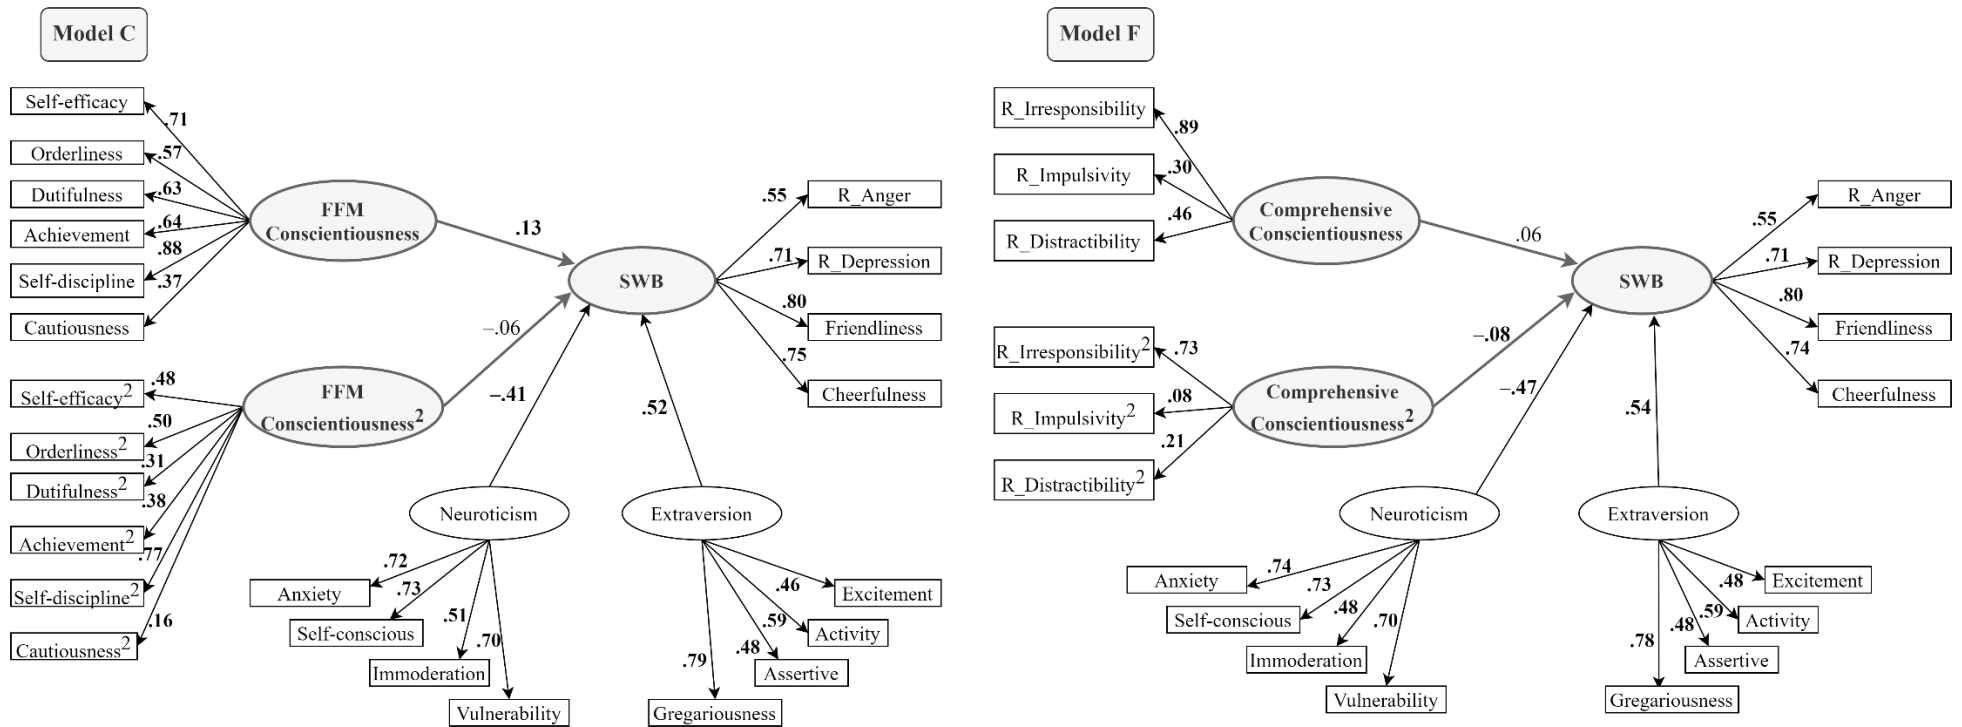 Model C
Self-efficacy
.71
Orderliness
.57
Dutifulness
.63
Achievement
.64
Self-discipline
.88
.37
Cautiousness
FFM
Conscientiousness
.13
Self-efficacy²
.48
Orderliness²
.50
Dutifulness²
.31
Achievement²
.38
Self-discipline²
.77
Cautiousness²
.16
FFM
Conscientiousness²
–.06
SWB
.55
R_Anger
.71
R_Depression
.80
Friendliness
.75
Cheerfulness
–.41
.52
Neuroticism
.72
Anxiety
.73
Self-conscious
.51
Immoderation
.70
Vulnerability
Extraversion
.46
Excitement
.59
Activity
.48
Assertive
.79
Gregariousness
Model F
R_Irresponsibility
.89
R_Impulsivity
.30
R_Distractibility
.46
Comprehensive
Conscientiousness
.06
R_Irresponsibility²
.73
R_Impulsivity²
.08
R_Distractibility²
.21
Comprehensive
Conscientiousness²
–.08
SWB
.55
R_Anger
.71
R_Depression
.80
Friendliness
.74
Cheerfulness
–.47
.54
Neuroticism
.74
Anxiety
.73
Self-conscious
.48
Immoderation
.70
Vulnerability
Extraversion
.48
Excitement
.59
Activity
.48
Assertive
.78
Gregariousness